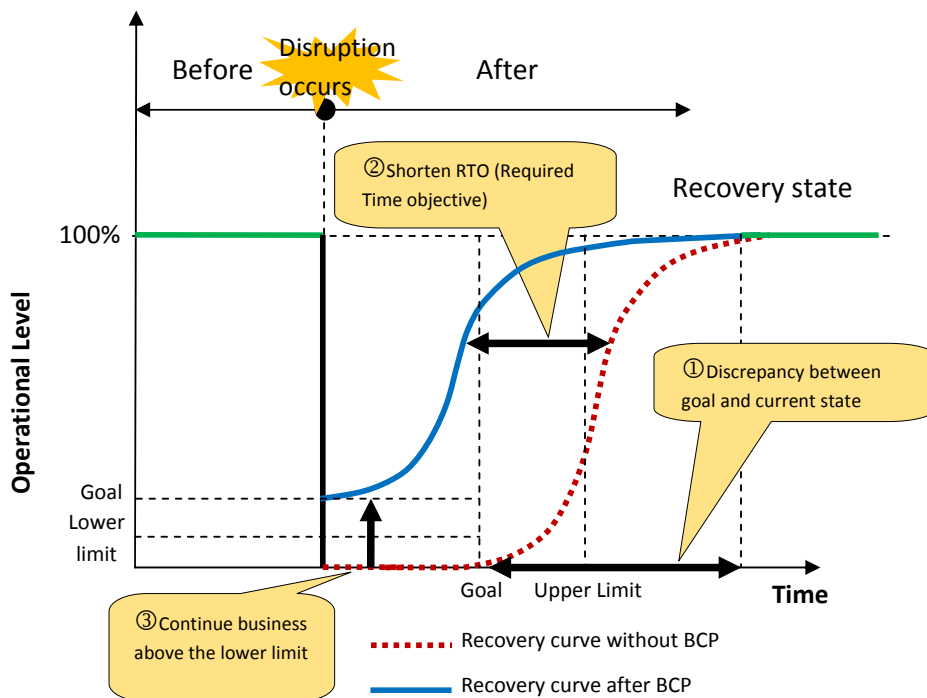 Disruption
occurs
Before
After
②Shorten RTO (Required
Time objective)
Recovery state
100%
Operational Level
①Discrepancy between
goal and current state
Goal
Lower
limit
Goal
Upper Limit
Time
③Continue business
above the lower limit
Recovery curve without BCP
Recovery curve after BCP